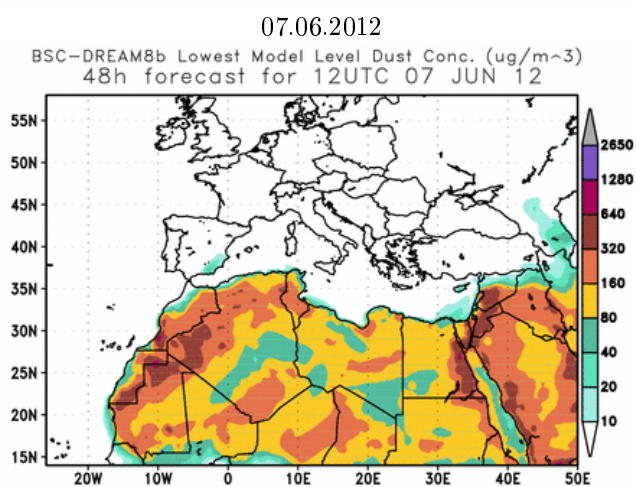 07.06.2012
BSC-DREAM8b Lowest Model Level Dust Conc. (ug/m^3)
48h forecast for 12UTC 07 JUN 12
55N
50N
45N
40N
35N
30N
25N
20N
15N
20W
10W
0
10E
20E
30E
40E
50E
2650
1280
640
320
160
80
40
20
10